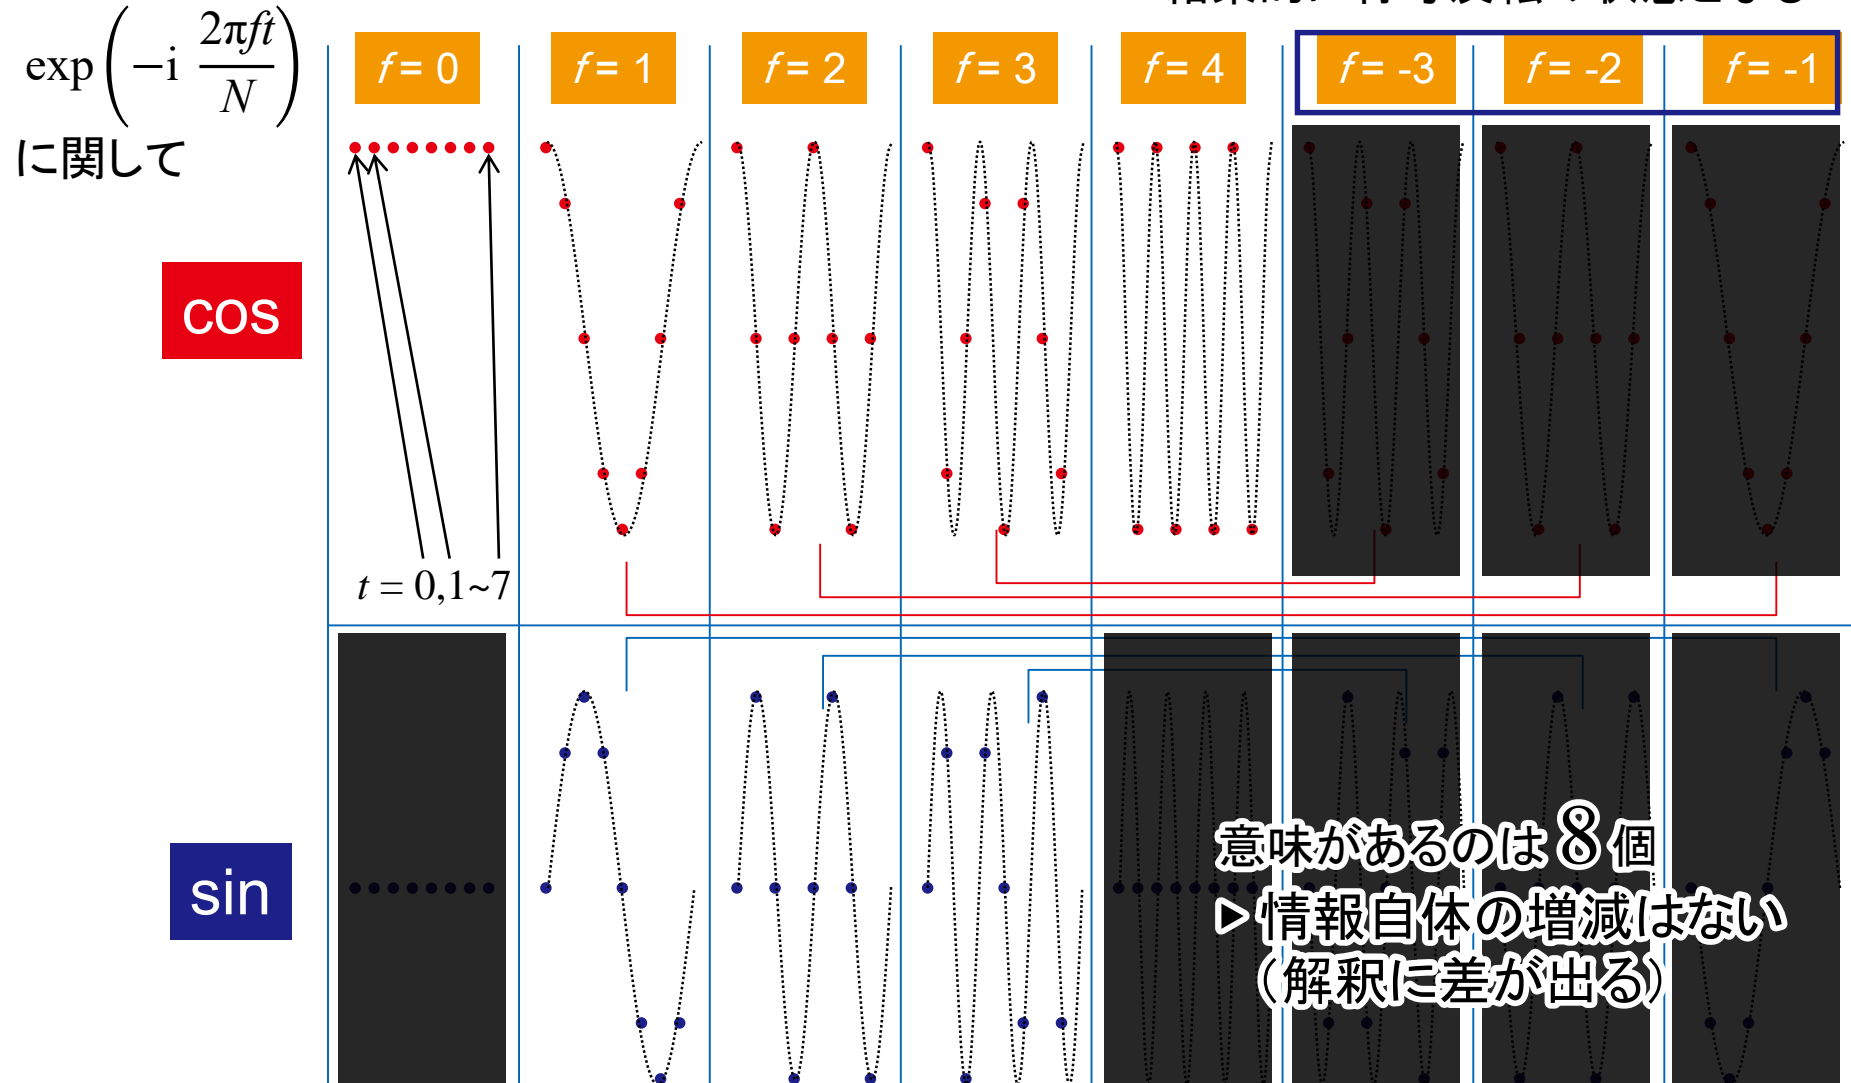 exp(−i 2πft/N)
に関して
f = 0 f = 1 f = 2 f = 3 f = 4 f = -3 f = -2 f = -1
cos
t = 0,1~7
sin
意味があるのは 8 個
▶情報自体の増減はない
（解釈に差が出る）